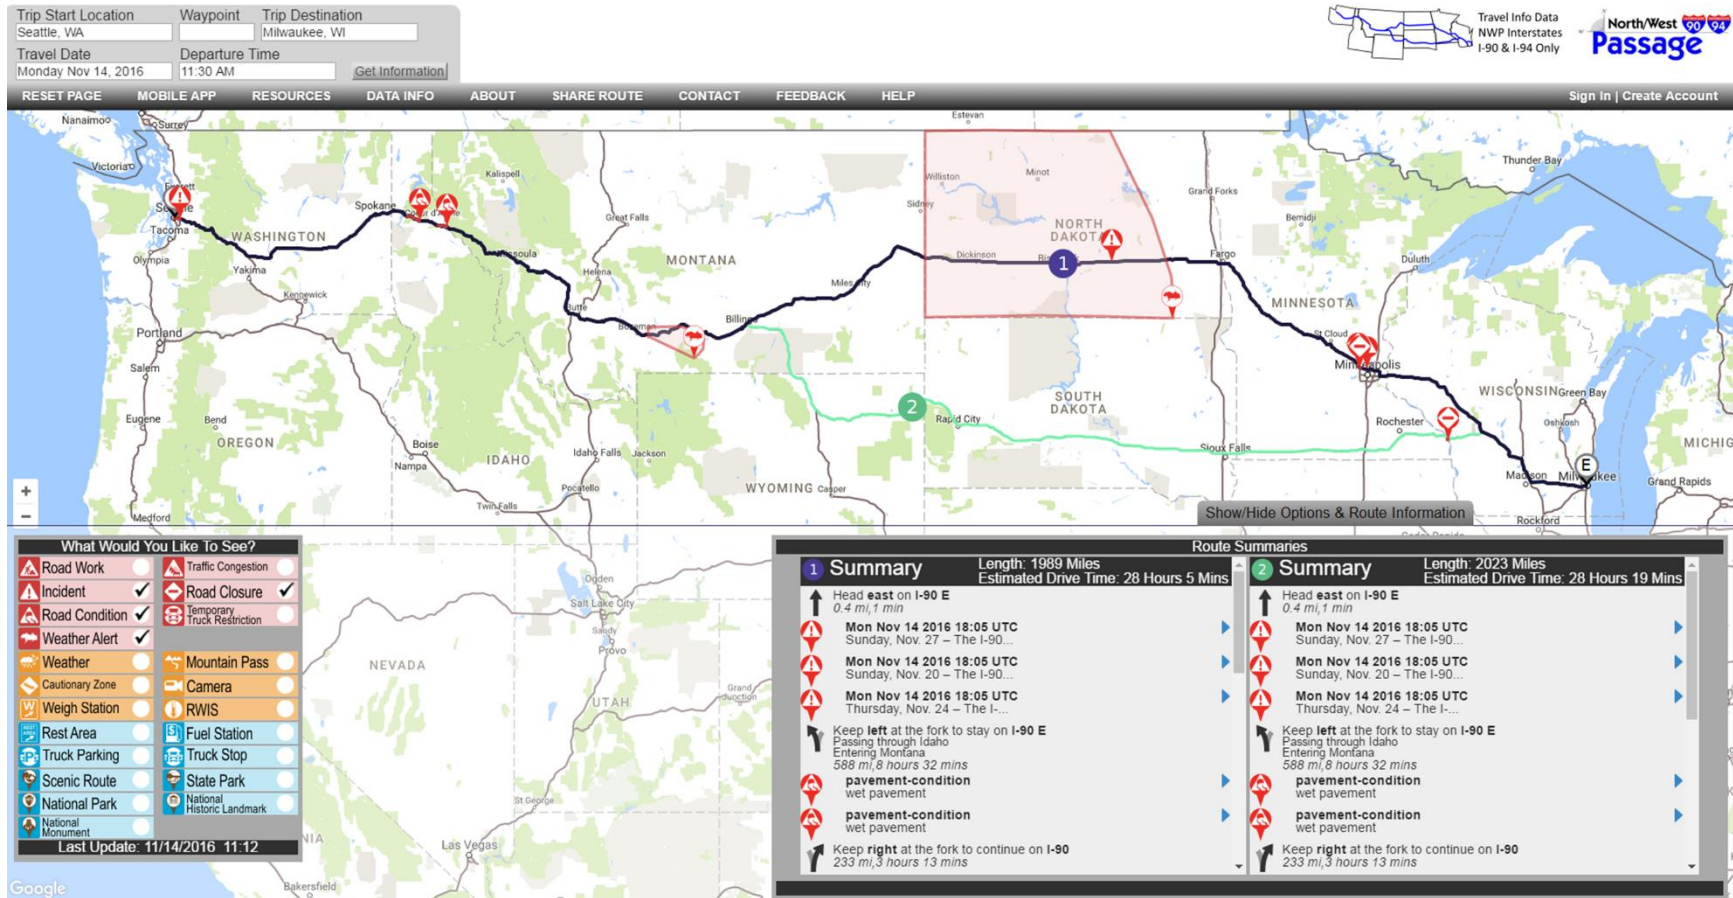 Trip Start Location
Waypoint
Trip Destination
Seattle, WA
Milwaukee, WI
Travel Date
Departure Time
Monday Nov 14, 2016
11:30 AM
Get Information
Travel Info Data
NWP Interstates
I-90 & I-94 Only
North/West 90 94
Passage
RESET PAGE
MOBILE APP
RESOURCES
DATA INFO
ABOUT
SHARE ROUTE
CONTACT
FEEDBACK
HELP
Sign In | Create Account
Nanaimo
Surrey
Estevan
Victoria
Kalispell
Williston
Minot
Thunder Bay
Spokane
Sidney
Grand Forks
Great Falls
Bemidji
Tacoma
WASHINGTON
NORTH
DAKOTA
Olympia
Helena
MONTANA
Dickinson
1
Fargo
Duluth
Yakima
Miles City
Kennewick
Butte
MINNESOTA
Portland
Billings
St Cloud
Minneapolis
Salem
WISCONSIN
Green Bay
Eugene
Bend
2
Rapid City
SOUTH
DAKOTA
Rochester
Oshkosh
OREGON
Boise
IDAHO
Idaho Falls
Jackson
Sioux Falls
MICHIG
Nampa
E
Pocatello
WYOMING
Casper
Madison
Milwaukee
Grand Rapids
Twin Falls
Medford
Rockford
+
−
Show/Hide Options & Route Information
What Would You Like To See?
Road Work
Traffic Congestion
Incident
Road Closure
Road Condition
Temporary
Truck Restriction
Weather Alert
Weather
Mountain Pass
Cautionary Zone
Camera
Weigh Station
RWIS
Rest Area
Fuel Station
Truck Parking
Truck Stop
Scenic Route
State Park
National Park
National
Historic Landmark
National
Monument
Last Update: 11/14/2016 11:12
Ogden
Salt Lake City
Sandy
Provo
NEVADA
Grand
Junction
UTAH
St George
Las Vegas
Bakersfield
Google
Route Summaries
1 Summary
Length: 1989 Miles
Estimated Drive Time: 28 Hours 5 Mins
Head east on I-90 E
0.4 mi,1 min
Mon Nov 14 2016 18:05 UTC
Sunday, Nov. 27 – The I-90...
Mon Nov 14 2016 18:05 UTC
Sunday, Nov. 20 – The I-90...
Mon Nov 14 2016 18:05 UTC
Thursday, Nov. 24 – The I-...
Keep left at the fork to stay on I-90 E
Passing through Idaho
Entering Montana
588 mi,8 hours 32 mins
pavement-condition
wet pavement
pavement-condition
wet pavement
Keep right at the fork to continue on I-90
233 mi,3 hours 13 mins
2 Summary
Length: 2023 Miles
Estimated Drive Time: 28 Hours 19 Mins
Head east on I-90 E
0.4 mi,1 min
Mon Nov 14 2016 18:05 UTC
Sunday, Nov. 27 – The I-90...
Mon Nov 14 2016 18:05 UTC
Sunday, Nov. 20 – The I-90...
Mon Nov 14 2016 18:05 UTC
Thursday, Nov. 24 – The I-...
Keep left at the fork to stay on I-90 E
Passing through Idaho
Entering Montana
588 mi,8 hours 32 mins
pavement-condition
wet pavement
pavement-condition
wet pavement
Keep right at the fork to continue on I-90
233 mi,3 hours 13 mins